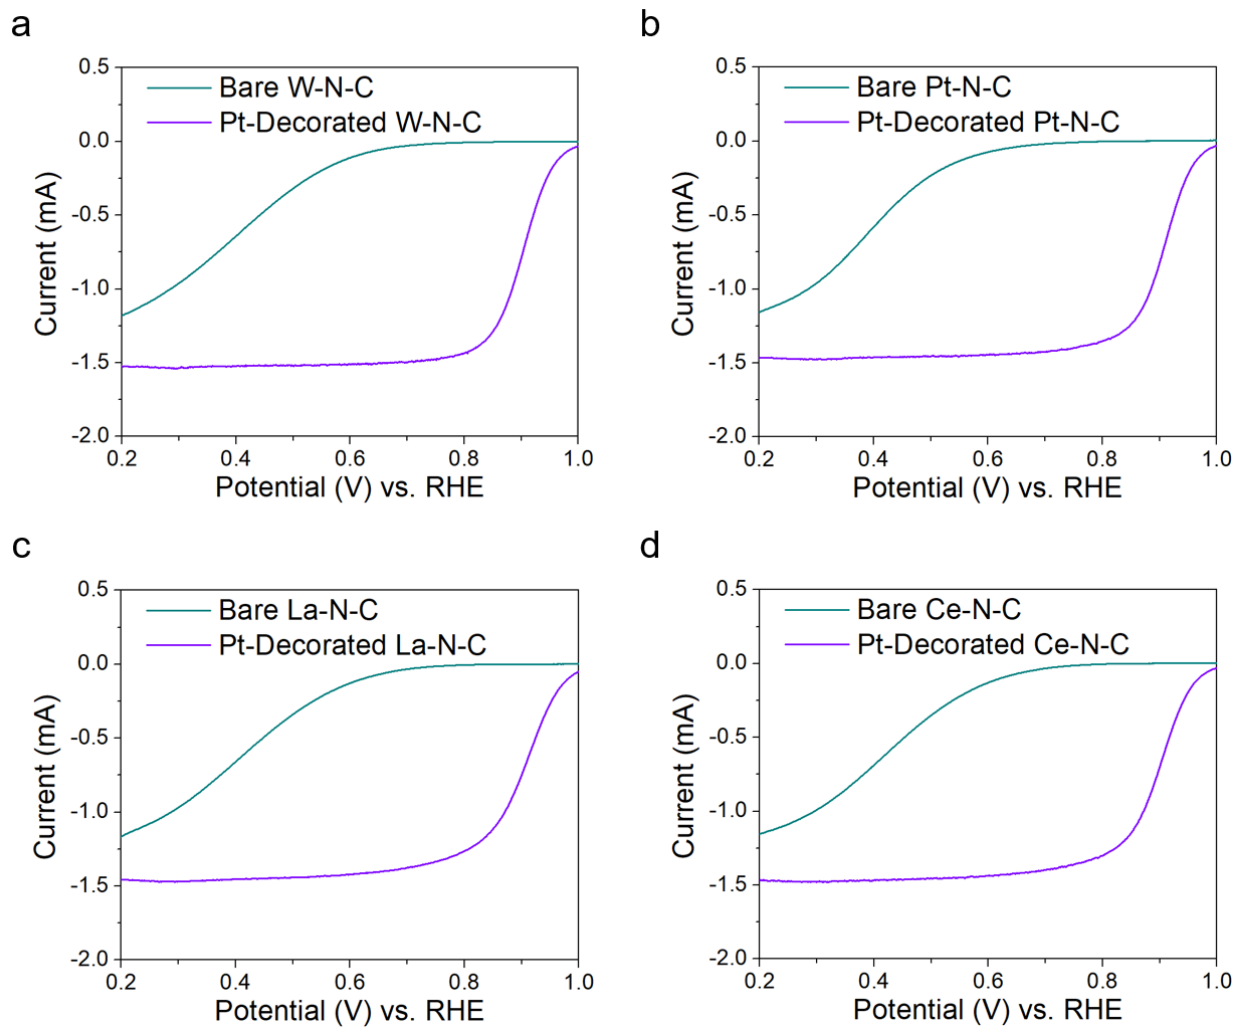 a
0.5
0.0
-0.5
-1.0
-1.5
-2.0
Current (mA)
Bare W-N-C
Pt-Decorated W-N-C
0.2
0.4
0.6
0.8
1.0
Potential (V) vs. RHE
b
0.5
0.0
-0.5
-1.0
-1.5
-2.0
Current (mA)
Bare Pt-N-C
Pt-Decorated Pt-N-C
0.2
0.4
0.6
0.8
1.0
Potential (V) vs. RHE
c
0.5
0.0
-0.5
-1.0
-1.5
-2.0
Current (mA)
Bare La-N-C
Pt-Decorated La-N-C
0.2
0.4
0.6
0.8
1.0
Potential (V) vs. RHE
d
0.5
0.0
-0.5
-1.0
-1.5
-2.0
Current (mA)
Bare Ce-N-C
Pt-Decorated Ce-N-C
0.2
0.4
0.6
0.8
1.0
Potential (V) vs. RHE